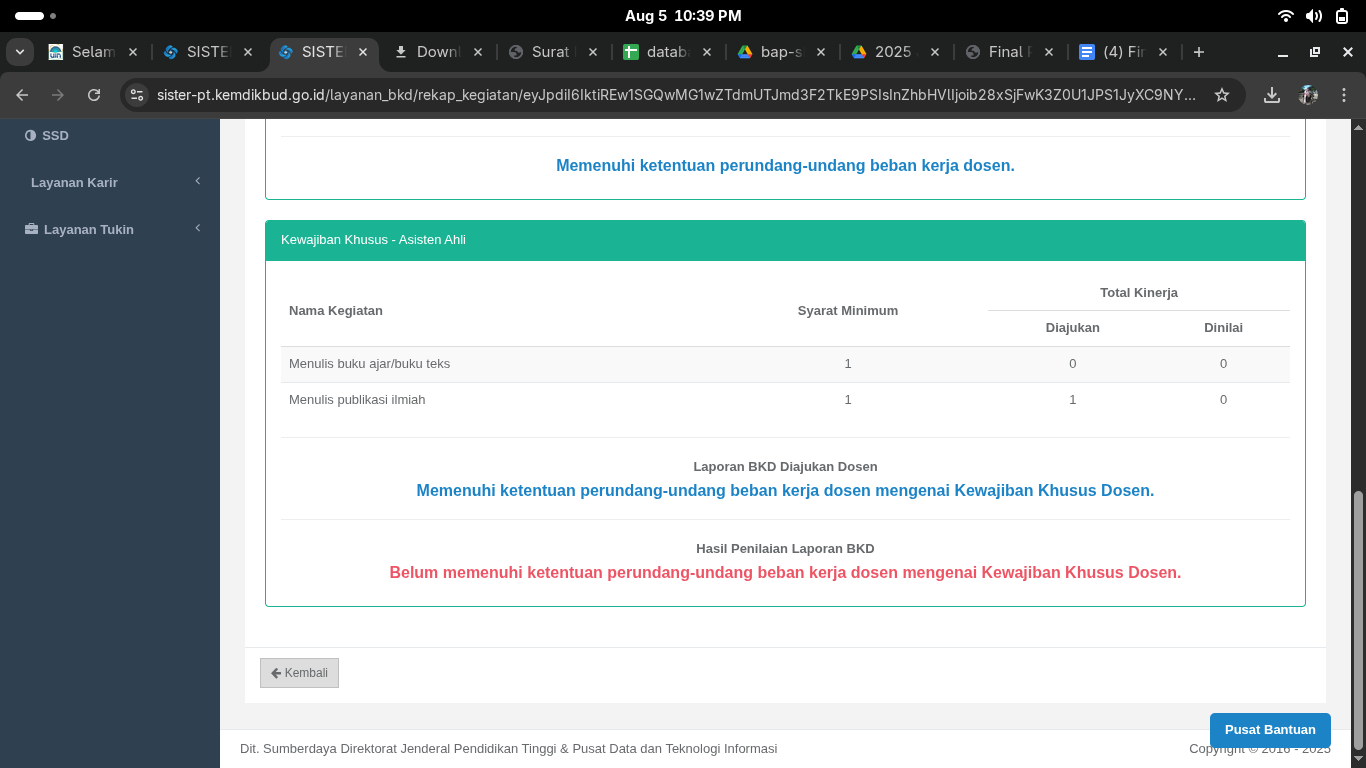 Aug 5 10:39 PM
Selam
SISTE
SISTE
Downl
Surat
datab
bap-s
2025
Final
(4) Fir
sister-pt.kemdikbud.go.id/layanan_bkd/rekap_kegiatan/eyJpdiI6IktiREw1SGQwMG1wZTdmUTJmd3F2TkE9PSIsInZhbHVlIjoib28xSjFwK3Z0U1JPS1JyXC9NY...
SSD
Layanan Karir
Layanan Tukin
Memenuhi ketentuan perundang-undang beban kerja dosen.
Kewajiban Khusus - Asisten Ahli
Nama Kegiatan Syarat Minimum Total Kinerja
Diajukan Dinilai
Menulis buku ajar/buku teks 1 0 0
Menulis publikasi ilmiah 1 1 0
Laporan BKD Diajukan Dosen
Memenuhi ketentuan perundang-undang beban kerja dosen mengenai Kewajiban Khusus Dosen.
Hasil Penilaian Laporan BKD
Belum memenuhi ketentuan perundang-undang beban kerja dosen mengenai Kewajiban Khusus Dosen.
Kembali
Pusat Bantuan
Dit. Sumberdaya Direktorat Jenderal Pendidikan Tinggi & Pusat Data dan Teknologi Informasi
Copyright © 2016 - 2025